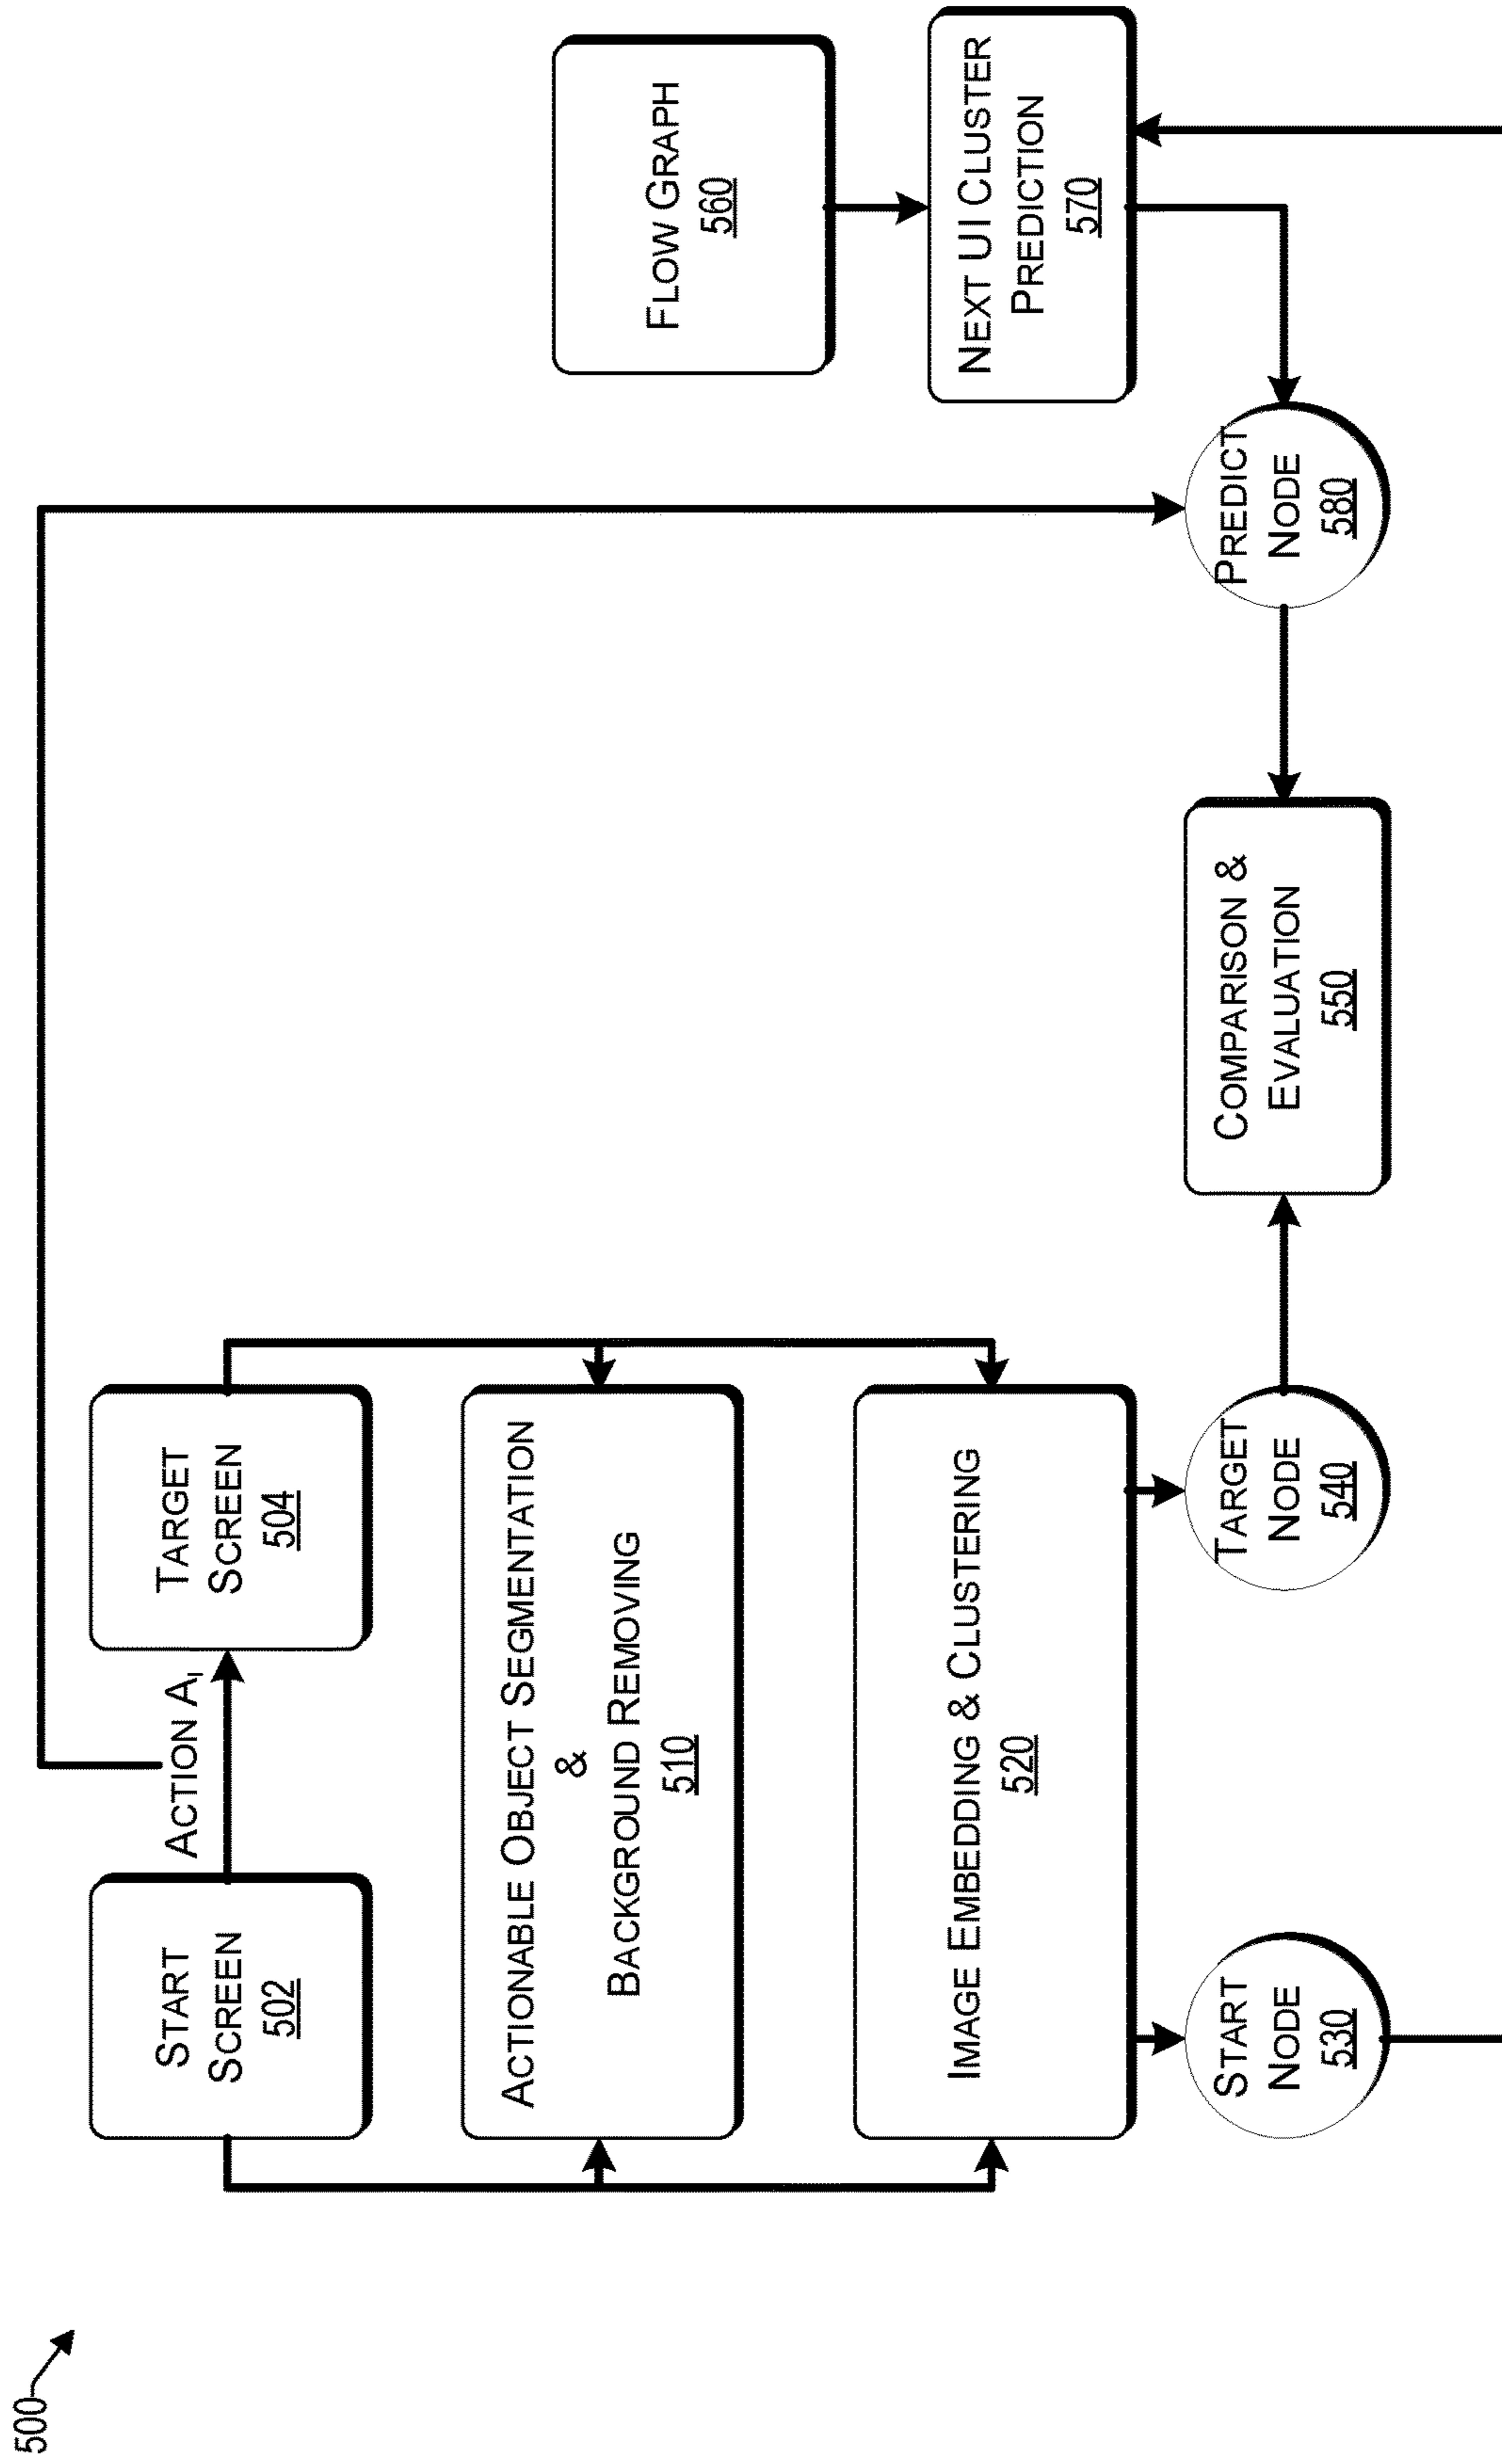 500
START
SCREEN
502
ACTION AI
TARGET
SCREEN
504
ACTIONABLE OBJECT SEGMENTATION
&
BACKGROUND REMOVING
510
IMAGE EMBEDDING & CLUSTERING
520
START
NODE
530
TARGET
NODE
540
COMPARISON &
EVALUATION
550
FLOW GRAPH
560
NEXT UI CLUSTER
PREDICTION
570
PREDICT
NODE
580